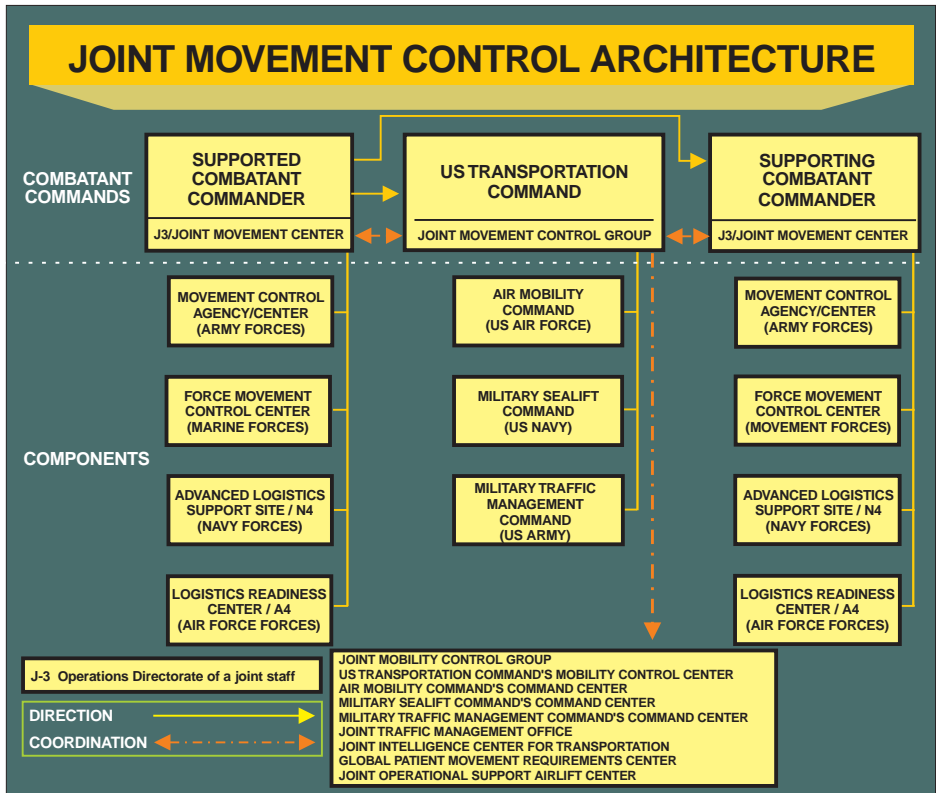 JOINT MOVEMENT CONTROL ARCHITECTURE
COMBATANT
COMMANDS
SUPPORTED
COMBATANT
COMMANDER
J3/JOINT MOVEMENT CENTER
US TRANSPORTATION
COMMAND
JOINT MOVEMENT CONTROL GROUP
SUPPORTING
COMBATANT
COMMANDER
J3/JOINT MOVEMENT CENTER
COMPONENTS
MOVEMENT CONTROL
AGENCY/CENTER
(ARMY FORCES)
FORCE MOVEMENT
CONTROL CENTER
(MARINE FORCES)
ADVANCED LOGISTICS
SUPPORT SITE / N4
(NAVY FORCES)
LOGISTICS READINESS
CENTER / A4
(AIR FORCE FORCES)
AIR MOBILITY
COMMAND
(US AIR FORCE)
MILITARY SEALIFT
COMMAND
(US NAVY)
MILITARY TRAFFIC
MANAGEMENT
COMMAND
(US ARMY)
MOVEMENT CONTROL
AGENCY/CENTER
(ARMY FORCES)
FORCE MOVEMENT
CONTROL CENTER
(MOVEMENT FORCES)
ADVANCED LOGISTICS
SUPPORT SITE / N4
(NAVY FORCES)
LOGISTICS READINESS
CENTER / A4
(AIR FORCE FORCES)
J-3 Operations Directorate of a joint staff
DIRECTION
COORDINATION
JOINT MOBILITY CONTROL GROUP
US TRANSPORTATION COMMAND'S MOBILITY CONTROL CENTER
AIR MOBILITY COMMAND'S COMMAND CENTER
MILITARY SEALIFT COMMAND'S COMMAND CENTER
MILITARY TRAFFIC MANAGEMENT COMMAND'S COMMAND CENTER
JOINT TRAFFIC MANAGEMENT OFFICE
JOINT INTELLIGENCE CENTER FOR TRANSPORTATION
GLOBAL PATIENT MOVEMENT REQUIREMENTS CENTER
JOINT OPERATIONAL SUPPORT AIRLIFT CENTER